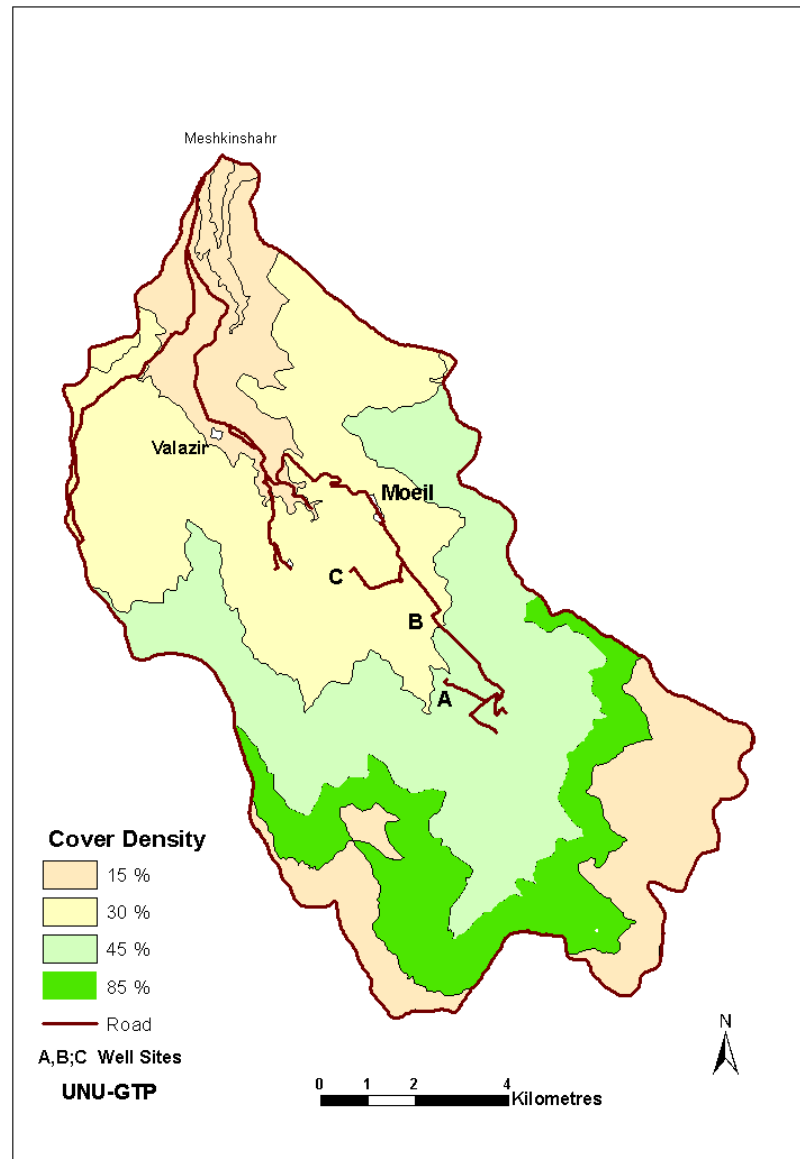 Meshkinshahr
Valazir
Moeil
C
B
A
Cover Density
15 %
30 %
45 %
85 %
Road
A,B;C Well Sites
UNU-GTP
0 1 2 4
Kilometres
N